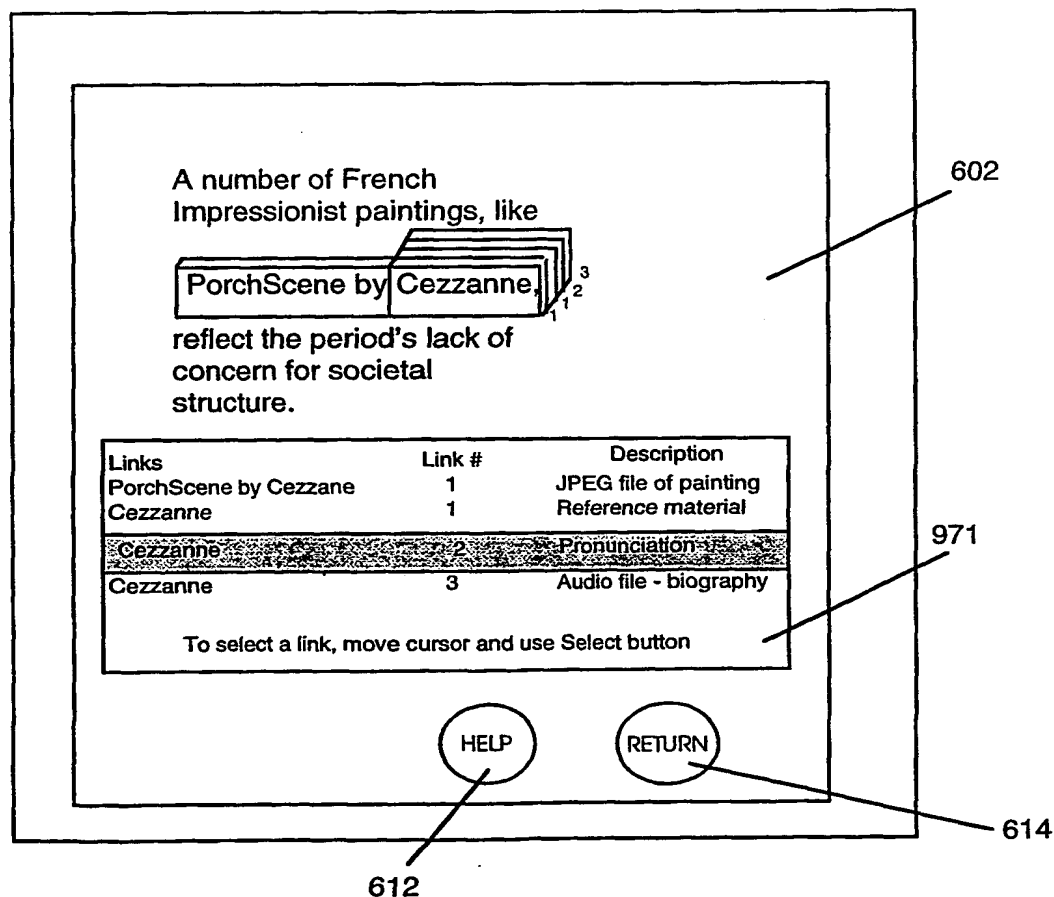 A number of French
Impressionist paintings, like
PorchScene by Cezzanne,
1 1 2 3
reflect the period's lack of
concern for societal
structure.
Links Link # Description
PorchScene by Cezzane 1 JPEG file of painting
Cezzanne 1 Reference material
Cezzanne 2 Pronunciation
Cezzanne 3 Audio file - biography
To select a link, move cursor and use Select button
HELP RETURN
602
971
614
612